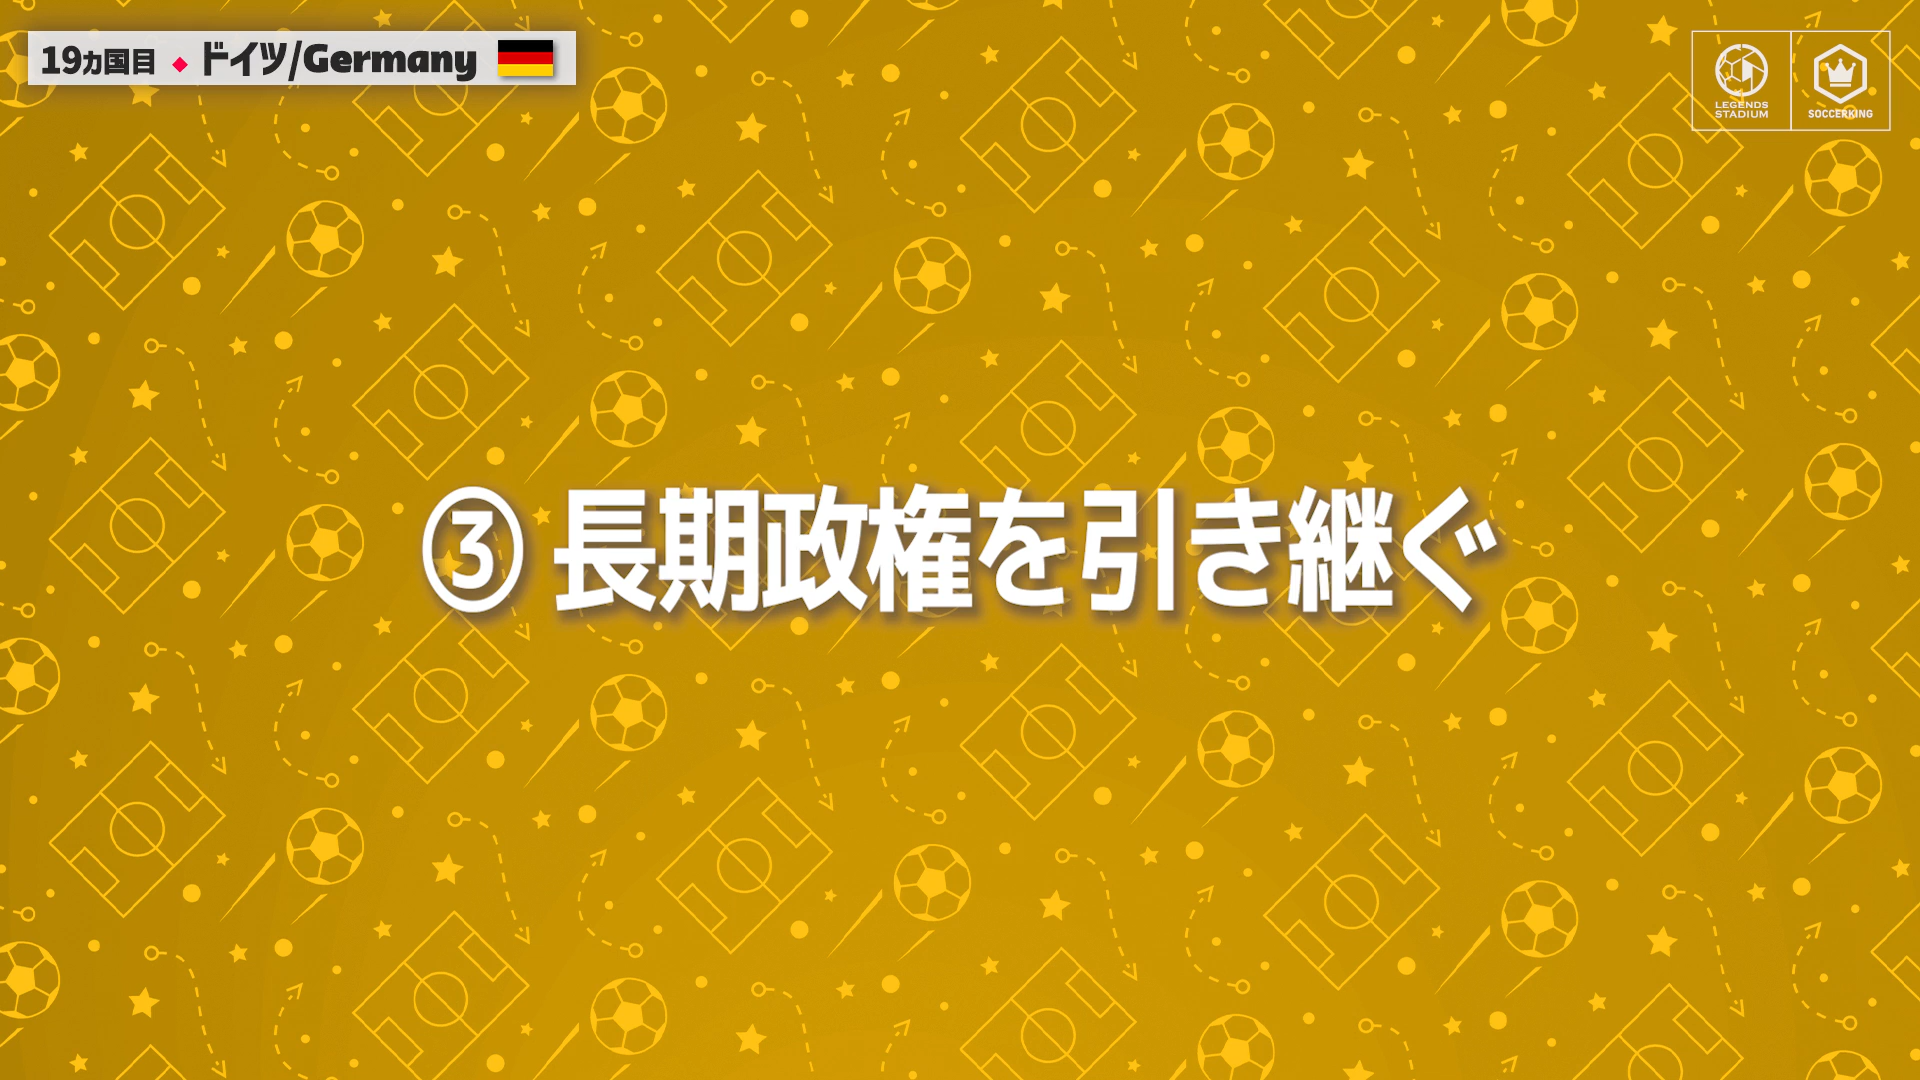 19カ国目 ◆ ドイツ/Germany
LEGENDS
STADIUM
SOCCERKING
③ 長期政権を引き継ぐ